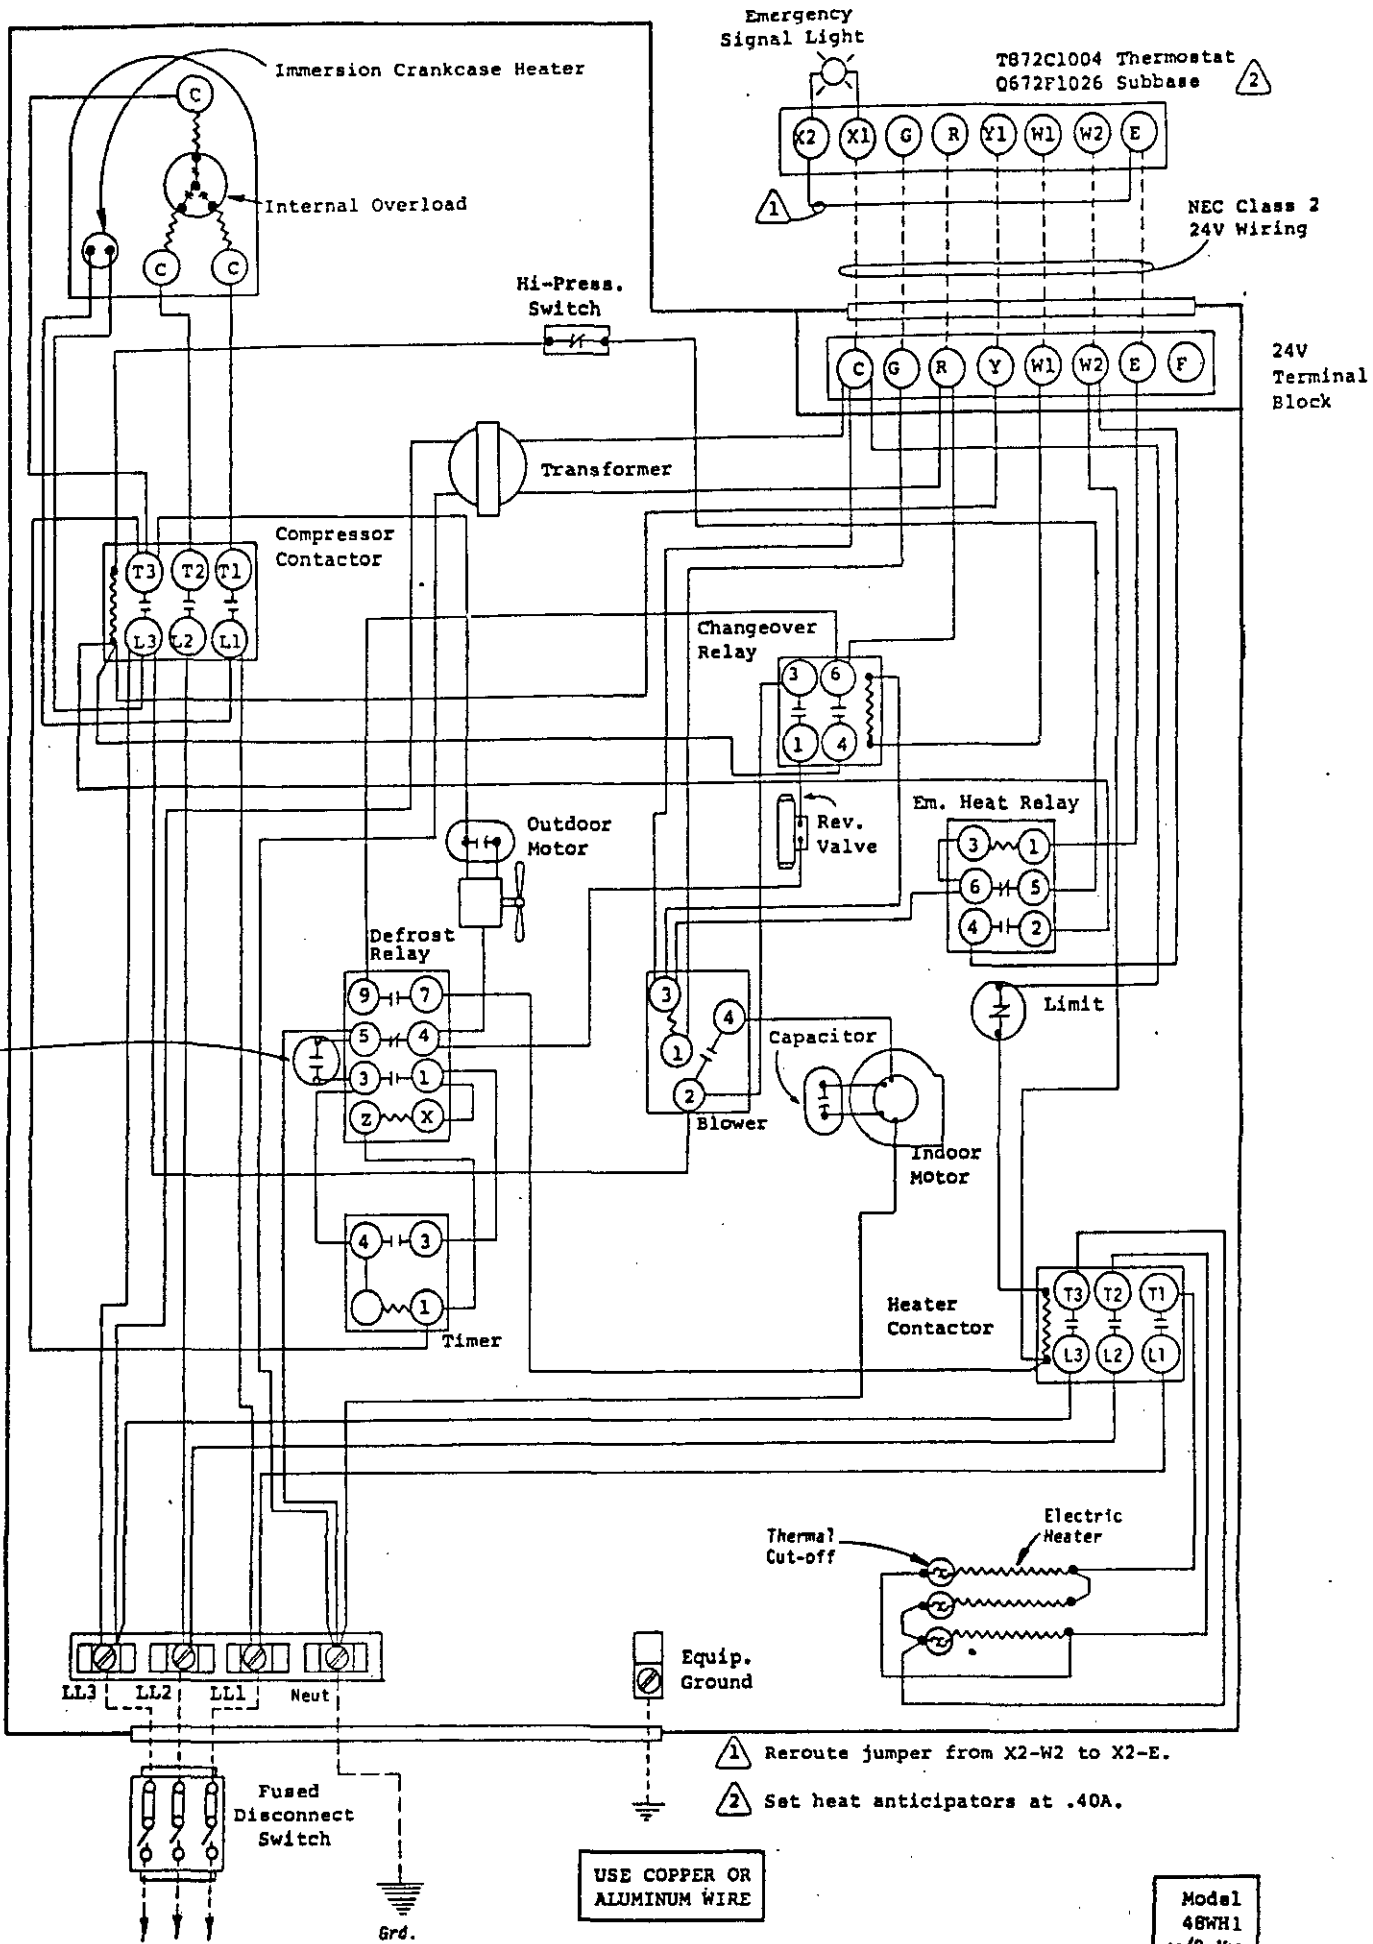 Emergency
Signal Light
T872C1004 Thermostat
Q672F1026 Subbase
2
Immersion Crankcase Heater
C
X2 X1 G R Y1 W1 W2 E
Internal Overload
1
NEC Class 2
24V Wiring
C C
Hi-Press.
Switch
C G R Y W1 W2 E F
24V
Terminal
Block
Transformer
Compressor
Contactor
T3 T2 T1
L3 L2 L1
Changeover
Relay
3 6
1 4
Em. Heat Relay
Outdoor
Motor
Rev.
Valve
3 1
6 5
4 2
Defrost
Relay
9 7
5 4
3 1
Z X
3
4
1
2
Blower
Limit
Capacitor
Indoor
Motor
4 3
1
Timer
Heater
Contactor
T3 T2 T1
L3 L2 L1
Electric
Heater
Thermal
Cut-off
Equip.
Ground
LL3 LL2 LL1 Neut
1 Reroute jumper from X2-W2 to X2-E.
2 Set heat anticipators at .40A.
Fused
Disconnect
Switch
USE COPPER OR
ALUMINUM WIRE
Grd.
Model
48WH1